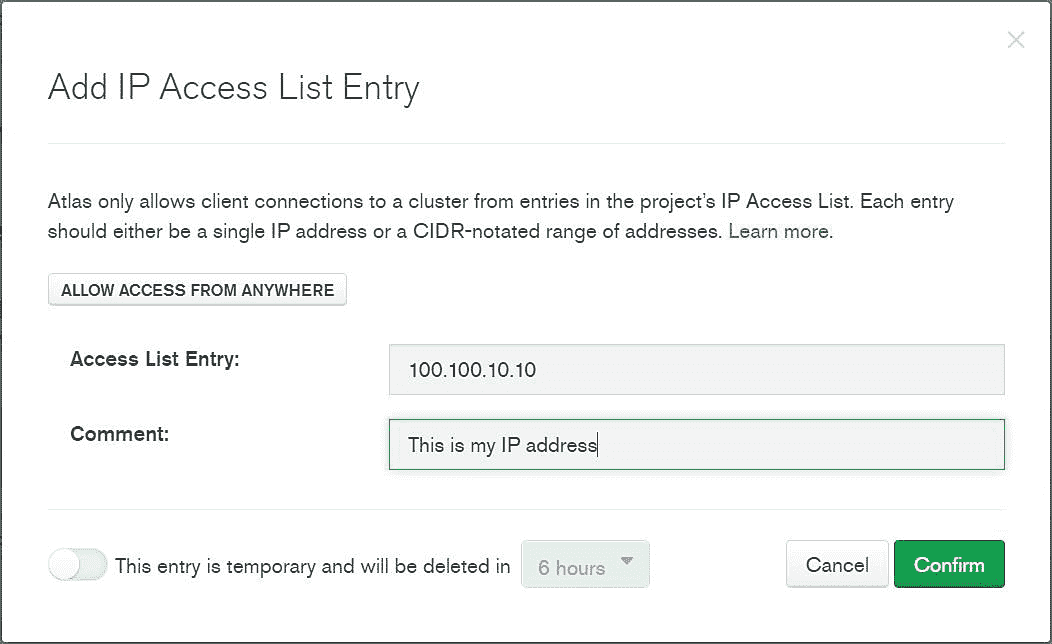 Add IP Access List Entry
Atlas only allows client connections to a cluster from entries in the project's IP Access List. Each entry
should either be a single IP address or a CIDR-notated range of addresses. Learn more.
ALLOW ACCESS FROM ANYWHERE
Access List Entry: 100.100.10.10
Comment: This is my IP address
This entry is temporary and will be deleted in 6 hours Cancel Confirm